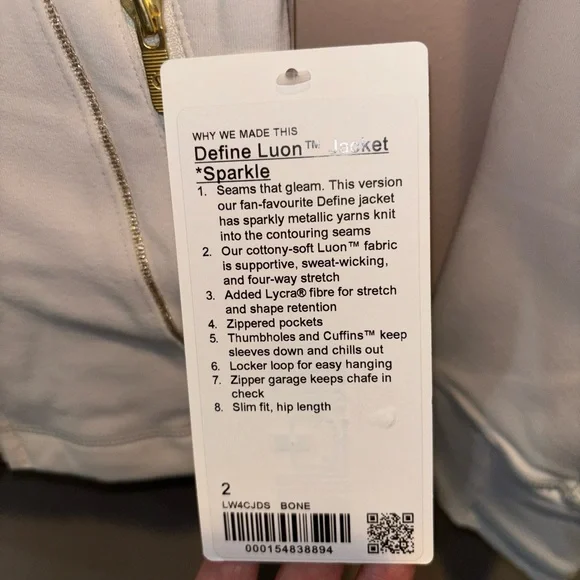 WHY WE MADE THIS
Define Luon™ Jacket
*Sparkle
1. Seams that gleam. This version
our fan-favourite Define jacket
has sparkly metallic yarns knit
into the contouring seams
2. Our cottony-soft Luon™ fabric
is supportive, sweat-wicking,
and four-way stretch
3. Added Lycra® fibre for stretch
and shape retention
4. Zippered pockets
5. Thumbholes and Cuffins™ keep
sleeves down and chills out
6. Locker loop for easy hanging
7. Zipper garage keeps chafe in
check
8. Slim fit, hip length
2
LW4CJDS BONE
000154838894